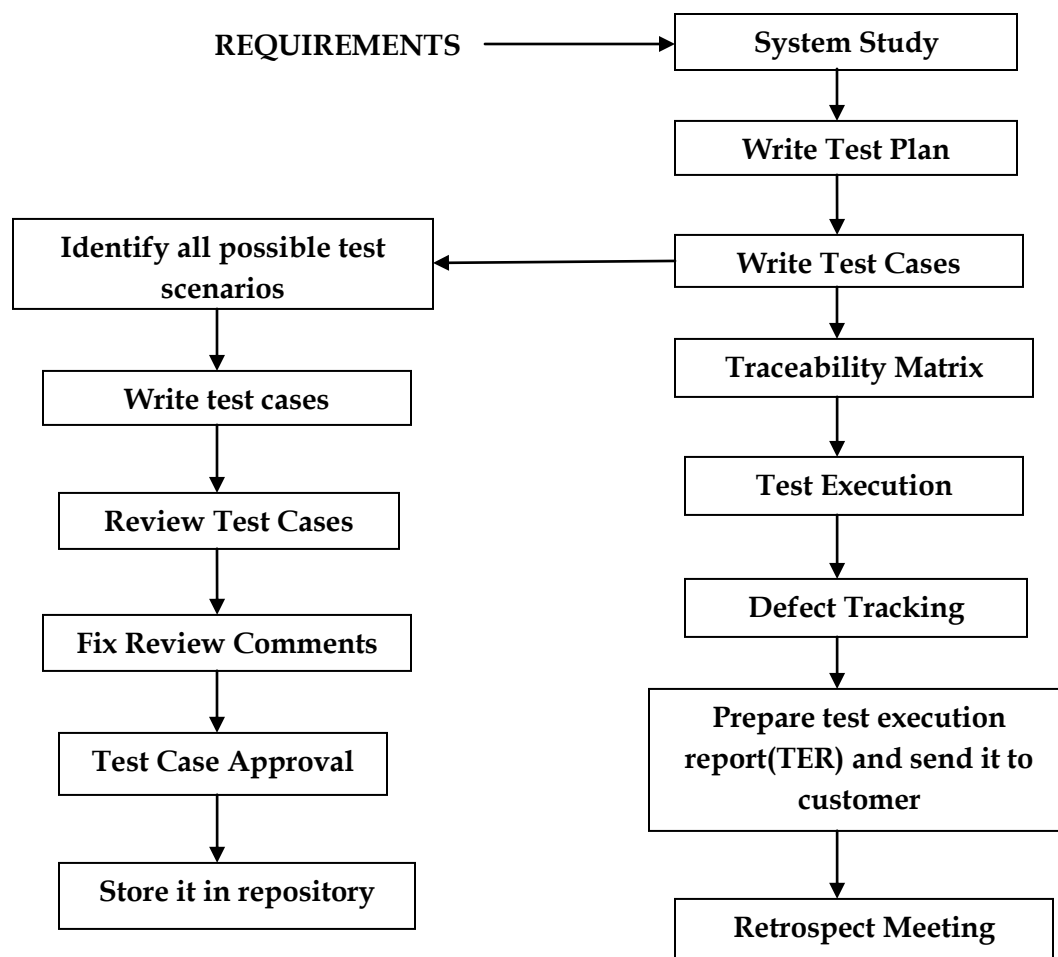 REQUIREMENTS
System Study
Write Test Plan
Identify all possible test
scenarios
Write Test Cases
Traceability Matrix
Write test cases
Test Execution
Review Test Cases
Defect Tracking
Fix Review Comments
Prepare test execution
report(TER) and send it to
customer
Test Case Approval
Store it in repository
Retrospect Meeting